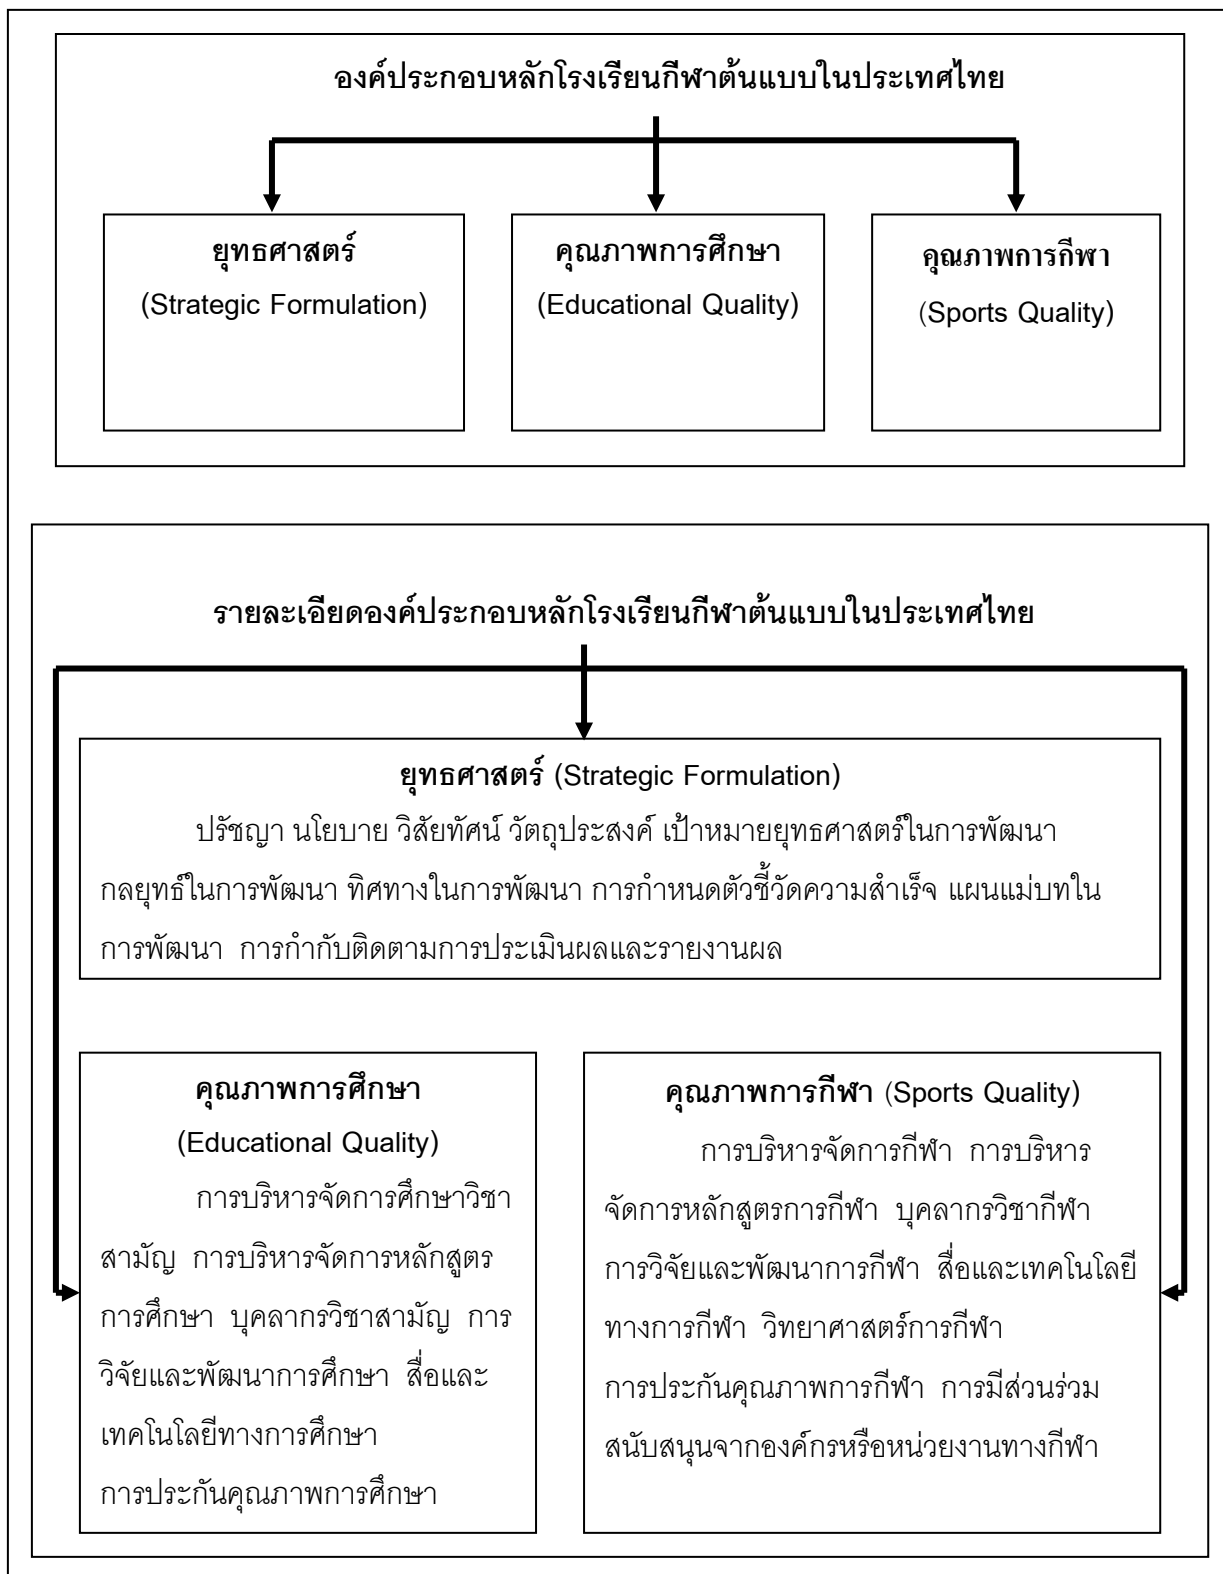 องค์ประกอบหลักโรงเรียนกีฬาต้นแบบในประเทศไทย
ยุทธศาสตร์
(Strategic Formulation)
คุณภาพการศึกษา
(Educational Quality)
คุณภาพการกีฬา
(Sports Quality)
รายละเอียดองค์ประกอบหลักโรงเรียนกีฬาต้นแบบในประเทศไทย
ยุทธศาสตร์ (Strategic Formulation)
ปรัชญา นโยบาย วิสัยทัศน์ วัตถุประสงค์ เป้าหมายยุทธศาสตร์ในการพัฒนา
กลยุทธ์ในการพัฒนา ทิศทางในการพัฒนา การกำหนดตัวชี้วัดความสำเร็จ แผนแม่บทใน
การพัฒนา การกำกับติดตามการประเมินผลและรายงานผล
คุณภาพการศึกษา
(Educational Quality)
การบริหารจัดการศึกษาวิชา
สามัญ การบริหารจัดการหลักสูตร
การศึกษา บุคลากรวิชาสามัญ การ
วิจัยและพัฒนาการศึกษา สื่อและ
เทคโนโลยีทางการศึกษา
การประกันคุณภาพการศึกษา
คุณภาพการกีฬา (Sports Quality)
การบริหารจัดการกีฬา การบริหาร
จัดการหลักสูตรการกีฬา บุคลากรวิชากีฬา
การวิจัยและพัฒนาการกีฬา สื่อและเทคโนโลยี
ทางการกีฬา วิทยาศาสตร์การกีฬา
การประกันคุณภาพการกีฬา การมีส่วนร่วม
สนับสนุนจากองค์กรหรือหน่วยงานทางกีฬา